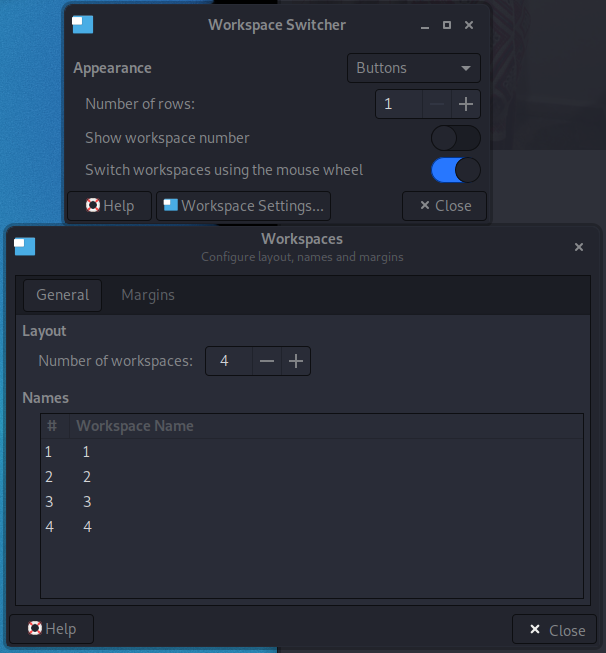 Workspace Switcher
Appearance Buttons
Number of rows: 1
Show workspace number
Switch workspaces using the mouse wheel
Help Workspace Settings... Close
Workspaces
Configure layout, names and margins
General Margins
Layout
Number of workspaces: 4
Names
# Workspace Name
1 1
2 2
3 3
4 4
Help Close